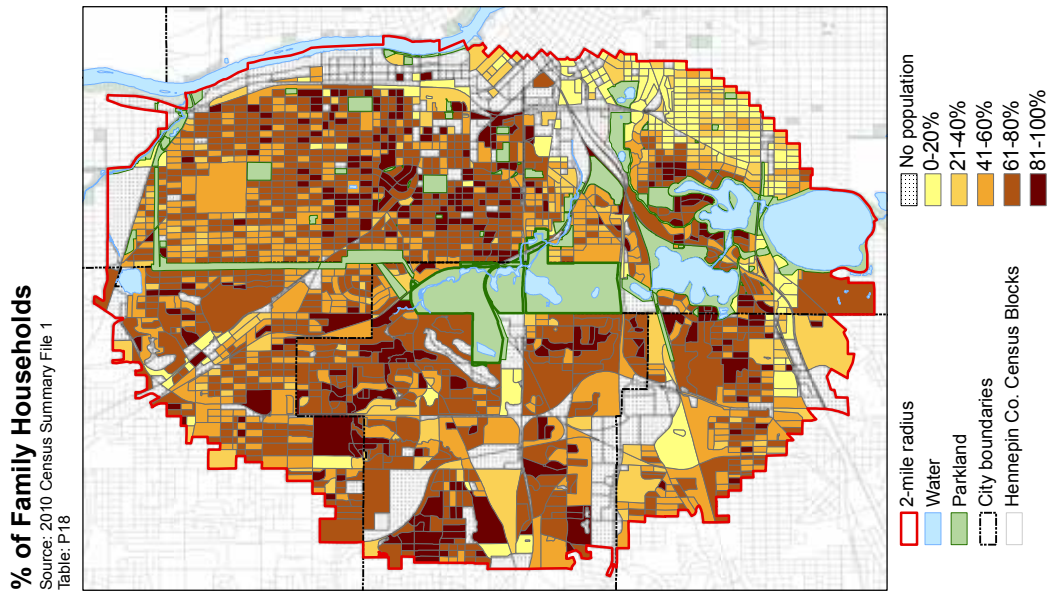 % of Family Households
Source: 2010 Census Summary File 1
Table: P18
2-mile radius
Water
Parkland
City boundaries
Hennepin Co. Census Blocks
No population
0-20%
21-40%
41-60%
61-80%
81-100%